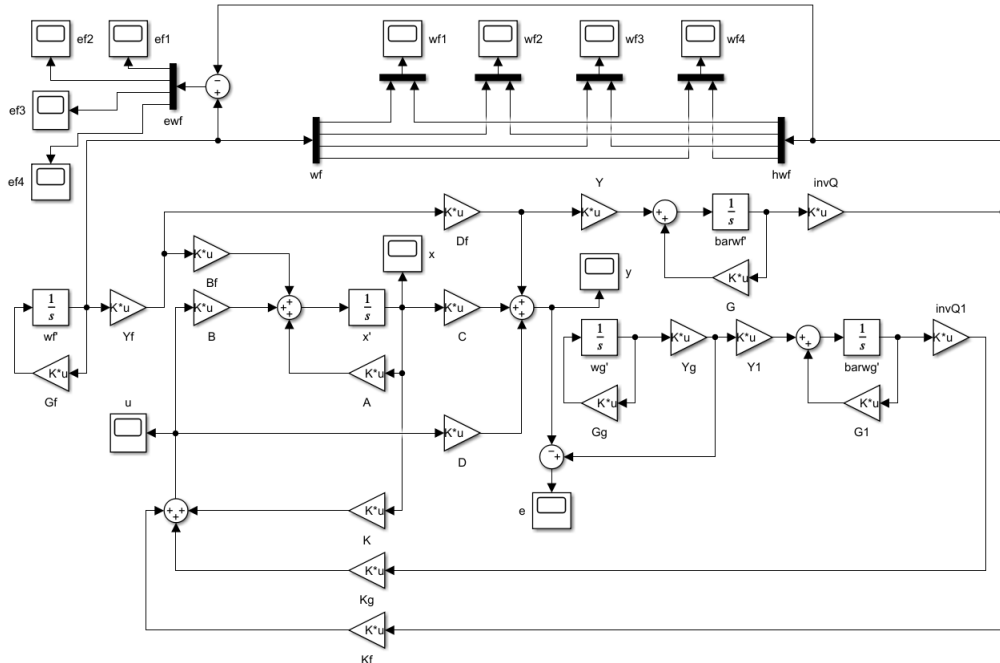 ef2
ef1
wf1
wf2
wf3
wf4
−
+
ef3
ewf
ef4
wf
hwf
Y
invQ
K*u
K*u
+
+
1
s
K*u
Df
barwf'
K*u
x
y
K*u
Bf
G
1
s
K*u
K*u
+
+
+
1
s
K*u
+
+
+
invQ1
wf'
Yf
B
x'
C
1
s
K*u
K*u
+
+
1
s
K*u
wg'
Yg
Y1
barwg'
K*u
K*u
K*u
K*u
Gf
A
Gg
G1
u
K*u
D
−
+
e
+
+
+
K*u
K
K*u
Kg
K*u
Kf